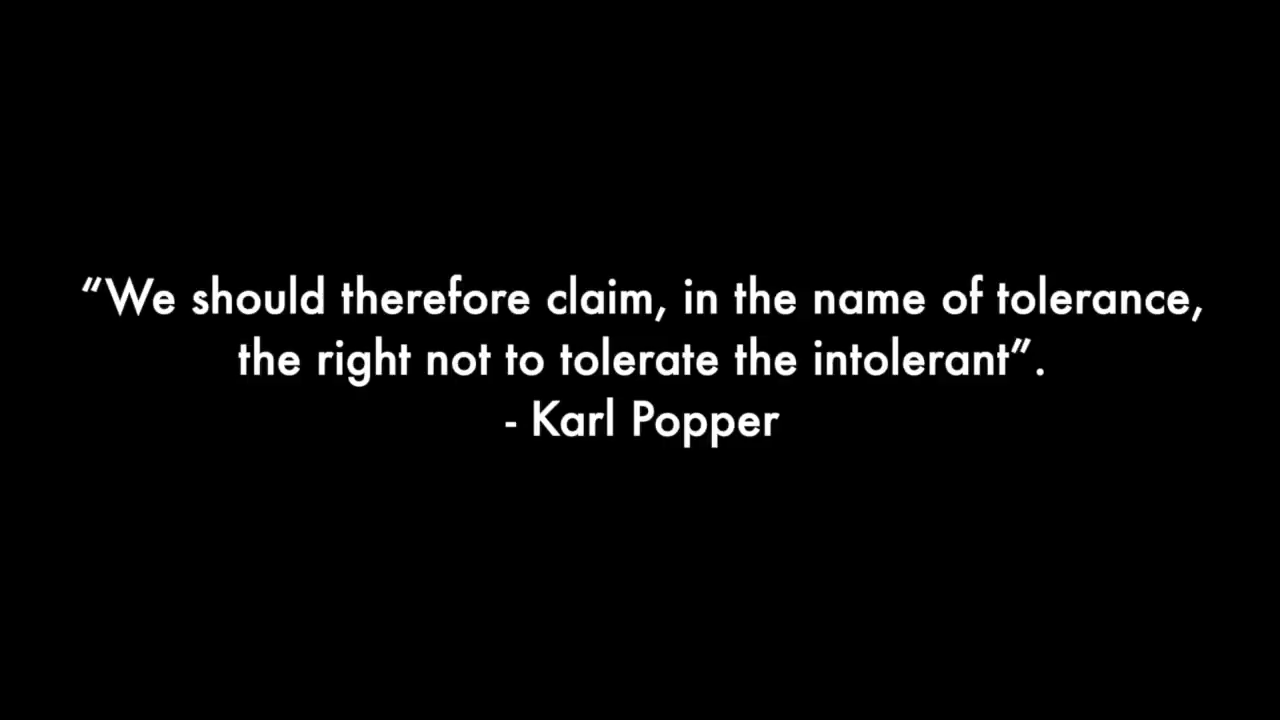 “We should therefore claim, in the name of tolerance,
the right not to tolerate the intolerant”.
- Karl Popper